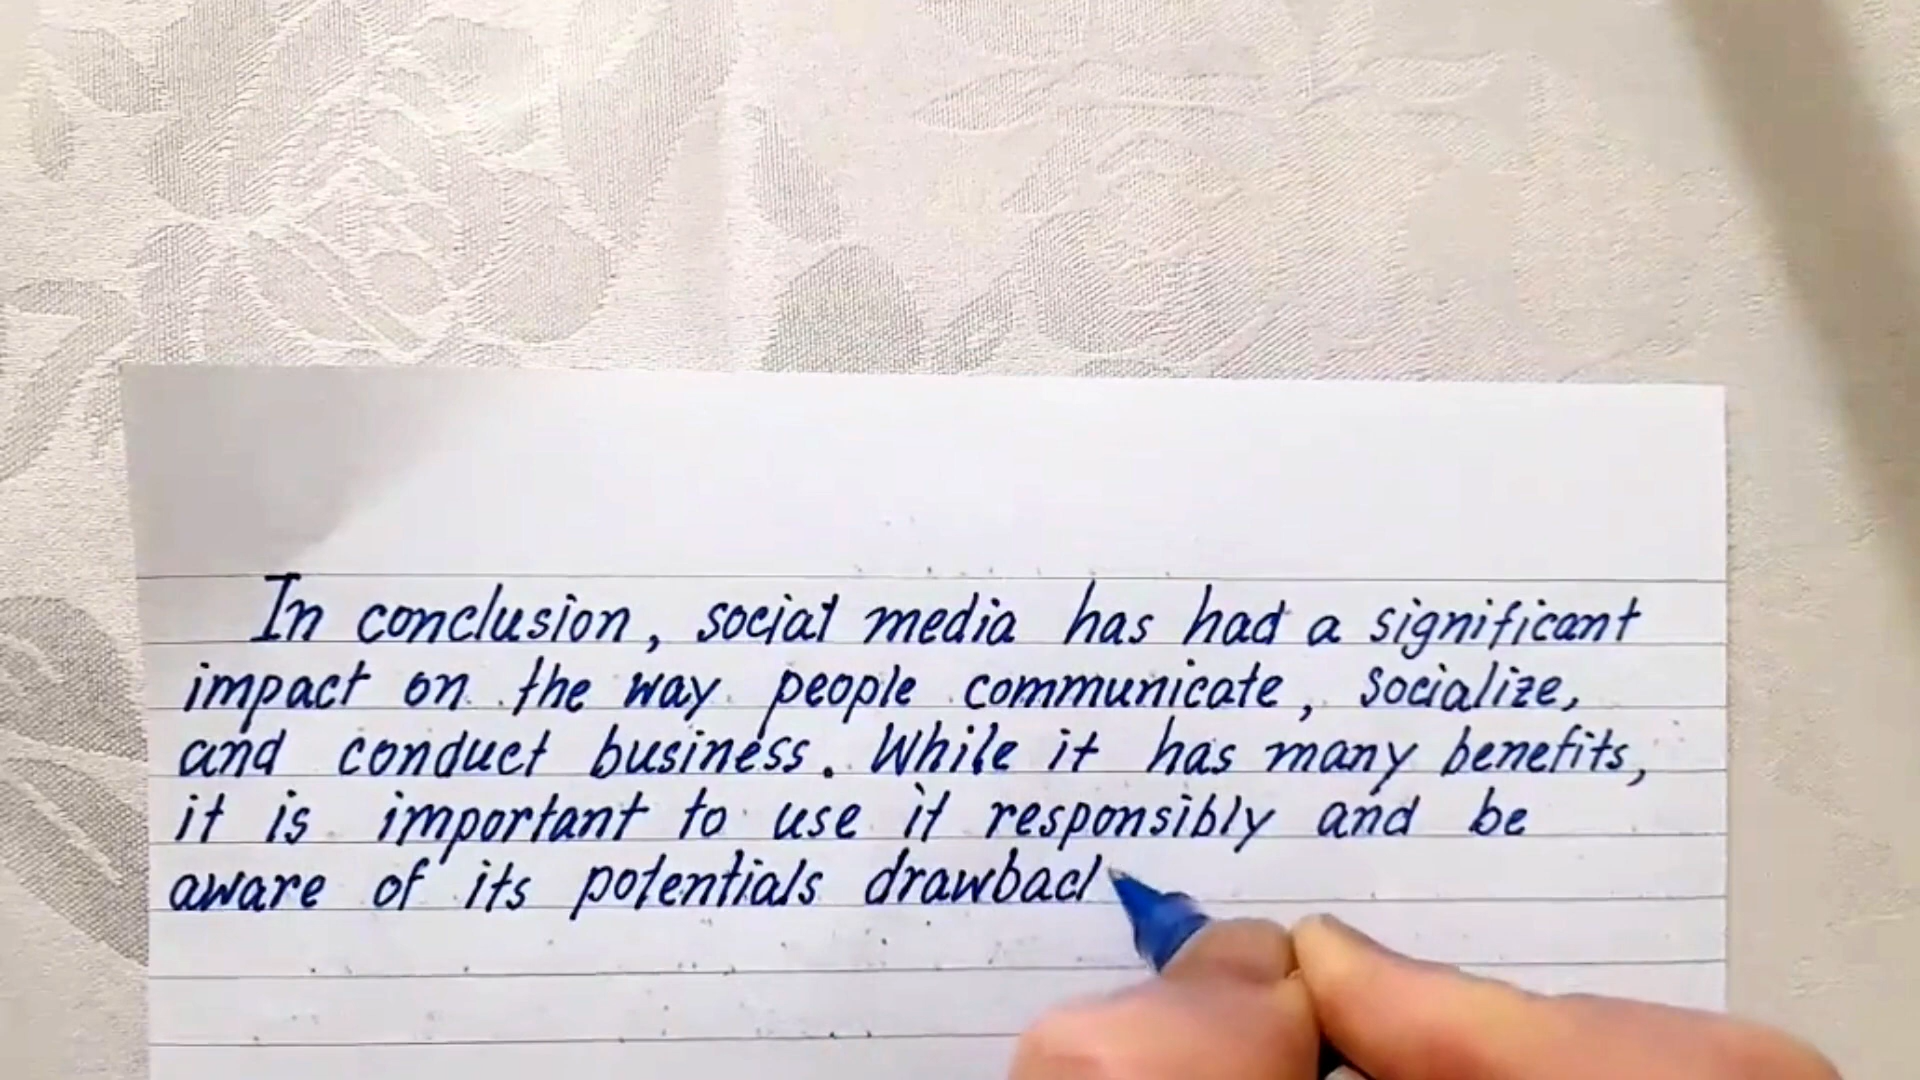 In conclusion, social media has had a significant
impact on the way people communicate, socialize,
and conduct business. While it has many benefits,
it is important to use it responsibly and be
aware of its potentials drawbacl